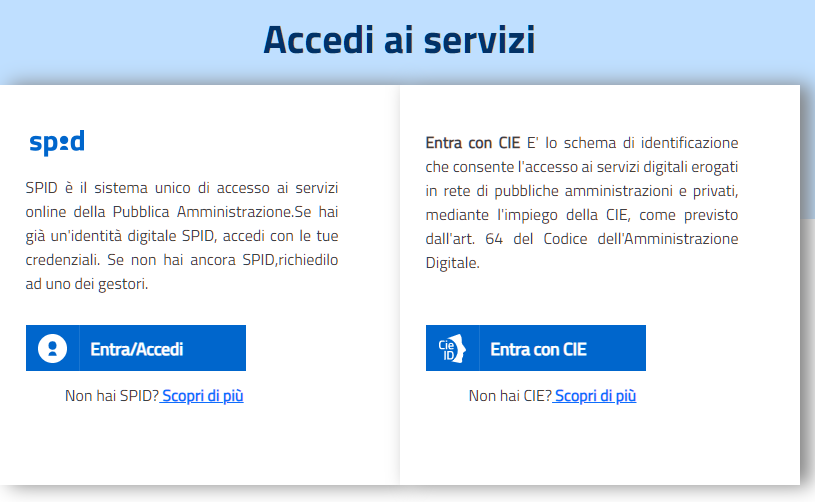 Accedi ai servizi
spid
SPID è il sistema unico di accesso ai servizi
online della Pubblica Amministrazione.Se hai
già un'identità digitale SPID, accedi con le tue
credenziali. Se non hai ancora SPID,richiedilo
ad uno dei gestori.
Entra/Accedi
Non hai SPID? Scopri di più
Entra con CIE E' lo schema di identificazione
che consente l'accesso ai servizi digitali erogati
in rete di pubbliche amministrazioni e privati,
mediante l'impiego della CIE, come previsto
dall'art. 64 del Codice dell'Amministrazione
Digitale.
Cie
ID
Entra con CIE
Non hai CIE? Scopri di più